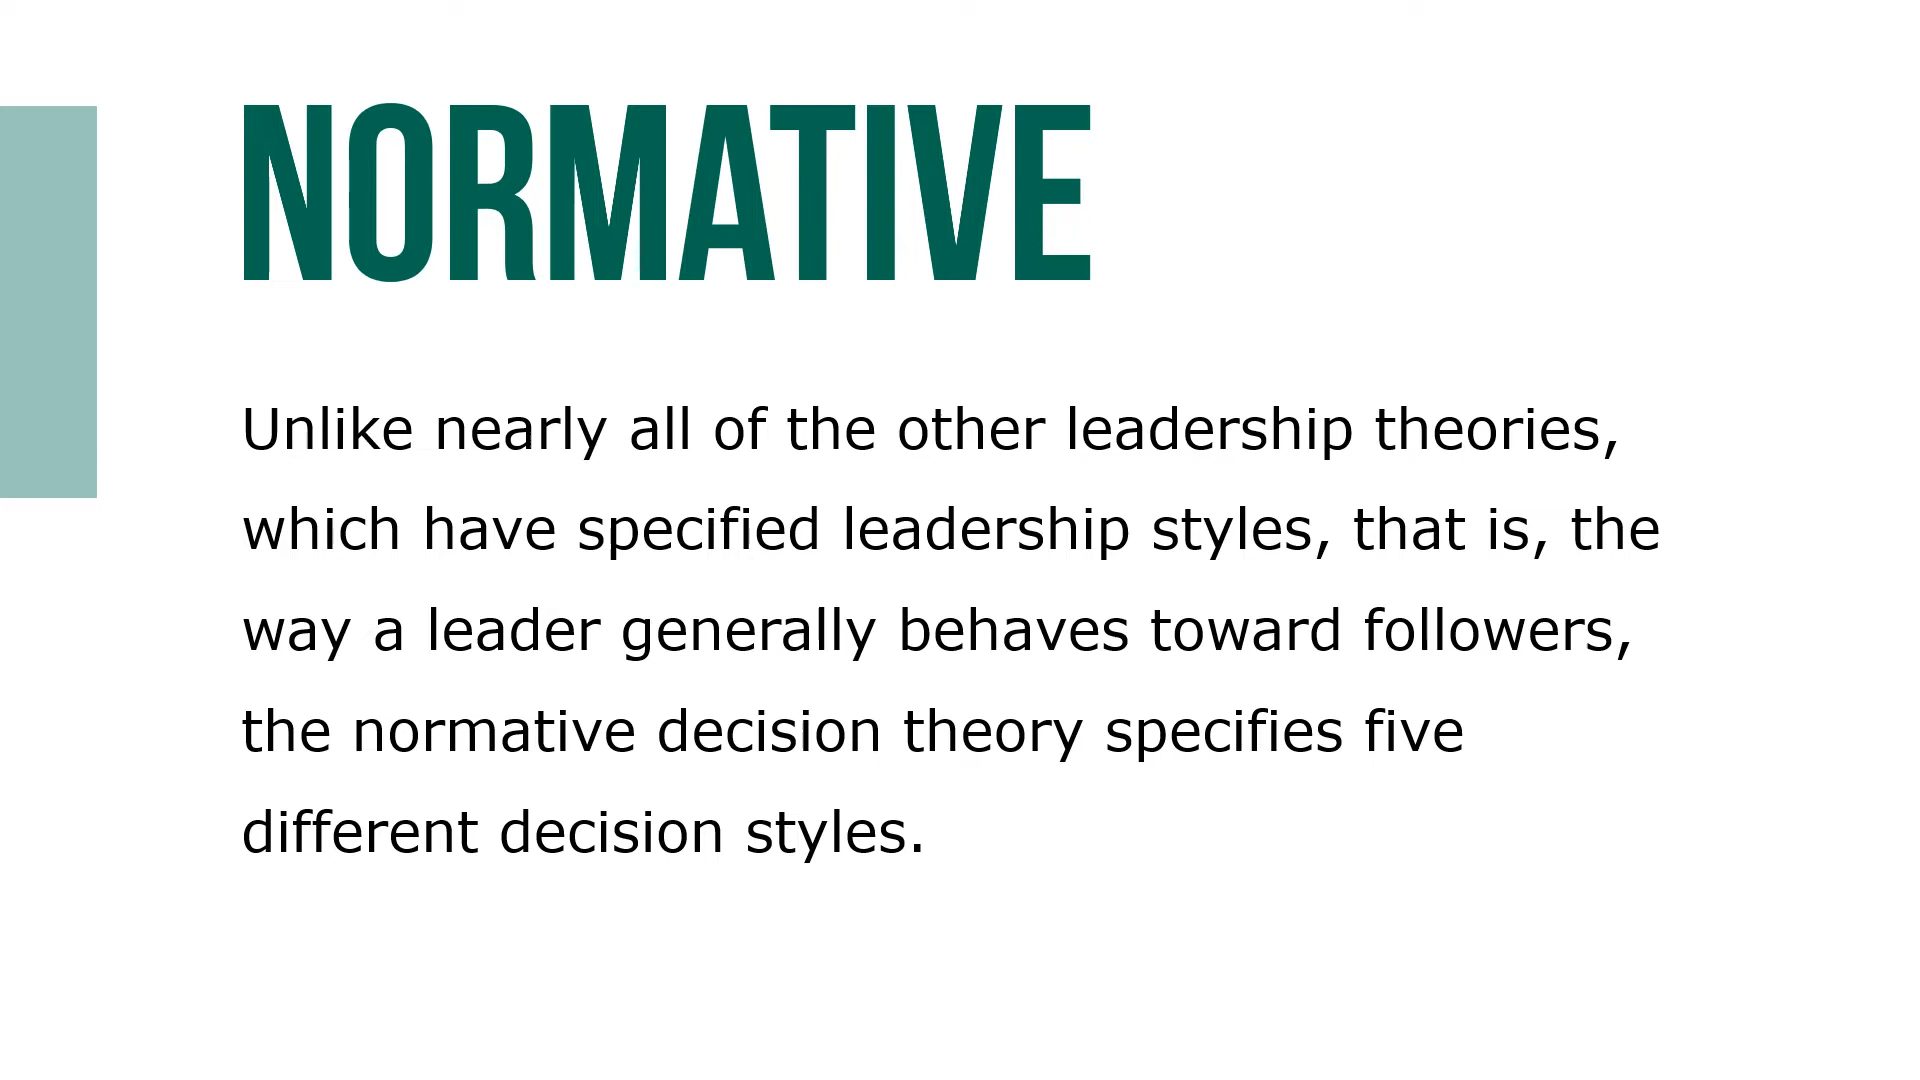 NORMATIVE
Unlike nearly all of the other leadership theories,
which have specified leadership styles, that is, the
way a leader generally behaves toward followers,
the normative decision theory specifies five
different decision styles.